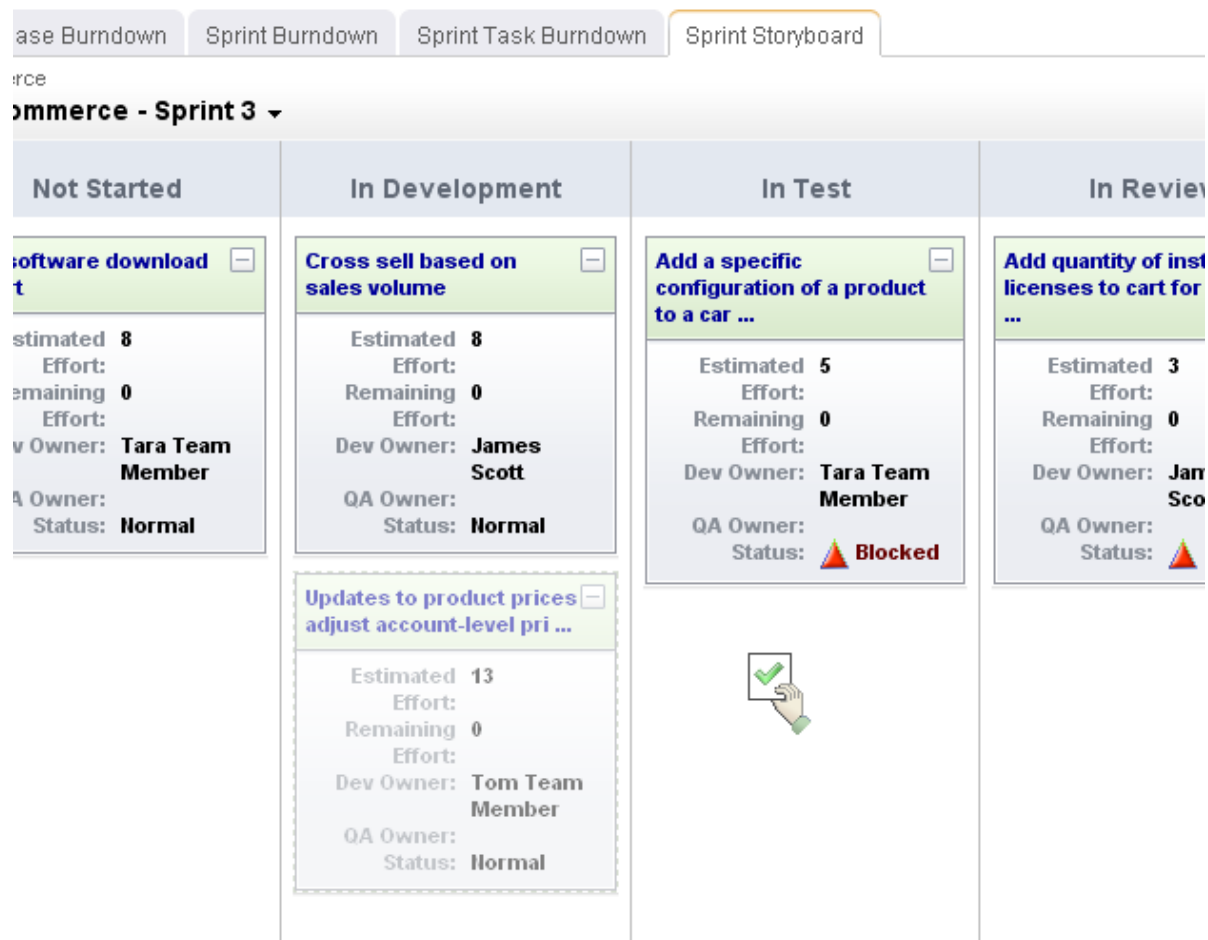 ase Burndown Sprint Burndown Sprint Task Burndown Sprint Storyboard
rce
ommerce - Sprint 3
Not Started In Development In Test In Review
software download
t
stimated 8
Effort:
emaining 0
Effort:
v Owner: Tara Team
Member
A Owner:
Status: Normal
Cross sell based on
sales volume
Estimated 8
Effort:
Remaining 0
Effort:
Dev Owner: James
Scott
QA Owner:
Status: Normal
Updates to product prices
adjust account-level pri ...
Estimated 13
Effort:
Remaining 0
Effort:
Dev Owner: Tom Team
Member
QA Owner:
Status: Normal
Add a specific
configuration of a product
to a car ...
Estimated 5
Effort:
Remaining 0
Effort:
Dev Owner: Tara Team
Member
QA Owner:
Status: Blocked
Add quantity of inst
licenses to cart for
...
Estimated 3
Effort:
Remaining 0
Effort:
Dev Owner: Jam
Sco
QA Owner:
Status: